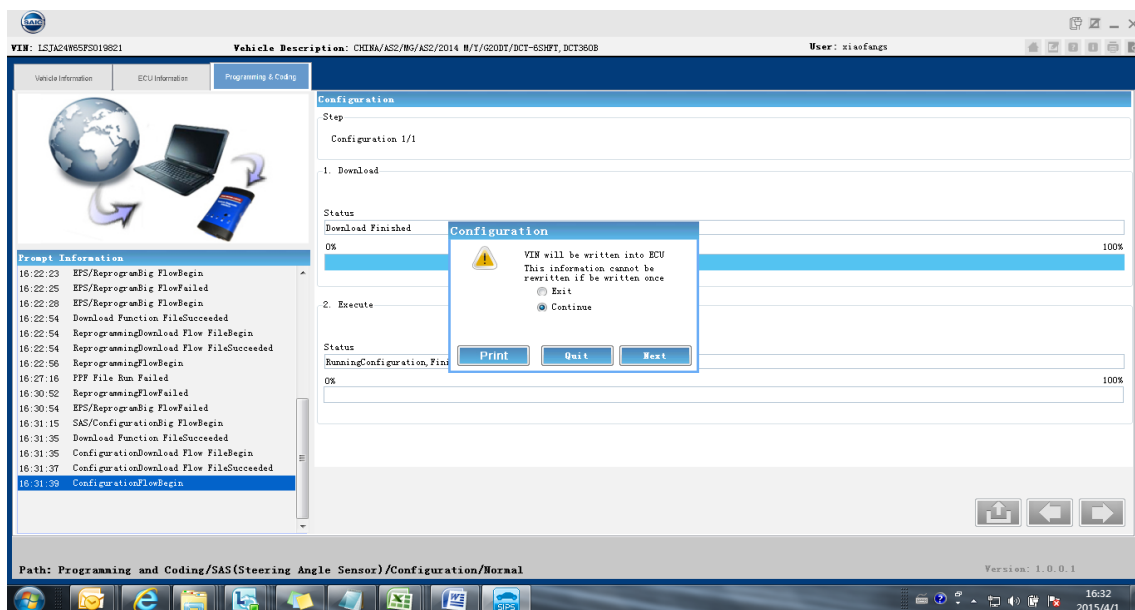 SAIC
VIN: LSJA24W65FS019821 Vehicle Description: CHINA/AS2/MG/AS2/2014 M/Y/G20DT/DCT-6SHFT,DCT360B User: xiaofangs
Vehicle Information ECU Information Programming & Coding
Configuration
Step
Configuration 1/1
1. Download
Status
Download Finished
0% 100%
2. Execute
Status
RunningConfiguration,Fini
0% 100%
Configuration
VIN will be written into ECU
This information cannot be
rewritten if be written once
Exit
Continue
Print Quit Next
Prompt Information
16:22:23 EPS/ReprogramBig FlowBegin
16:22:25 EPS/ReprogramBig FlowFailed
16:22:28 EPS/ReprogramBig FlowBegin
16:22:54 Download Function FileSucceeded
16:22:54 ReprogrammingDownload Flow FileBegin
16:22:54 ReprogrammingDownload Flow FileSucceeded
16:22:56 ReprogrammingFlowBegin
16:27:16 PPF File Run Failed
16:30:52 ReprogrammingFlowFailed
16:30:54 EPS/ReprogramBig FlowFailed
16:31:15 SAS/ConfigurationBig FlowBegin
16:31:35 Download Function FileSucceeded
16:31:35 ConfigurationDownload Flow FileBegin
16:31:37 ConfigurationDownload Flow FileSucceeded
16:31:39 ConfigurationFlowBegin
Path: Programming and Coding/SAS(Steering Angle Sensor)/Configuration/Normal Version: 1.0.0.1
SIPS
16:32
2015/4/1